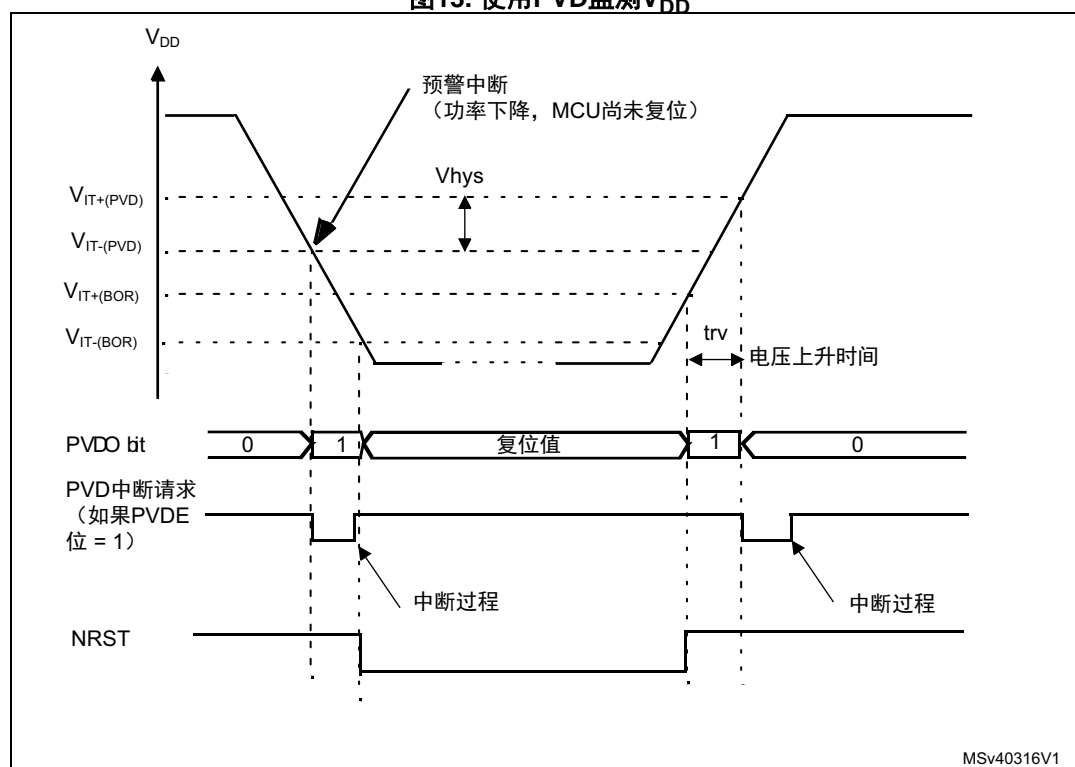 图13. 使用PVD监测VDD
VDD
预警中断
（功率下降，MCU尚未复位）
Vhys
VIT+(PVD)
VIT-(PVD)
VIT+(BOR)
VIT-(BOR)
trv
电压上升时间
PVDO bit
0
1
复位值
1
0
PVD中断请求
（如果PVDE
位 = 1）
中断过程
中断过程
NRST
MSv40316V1